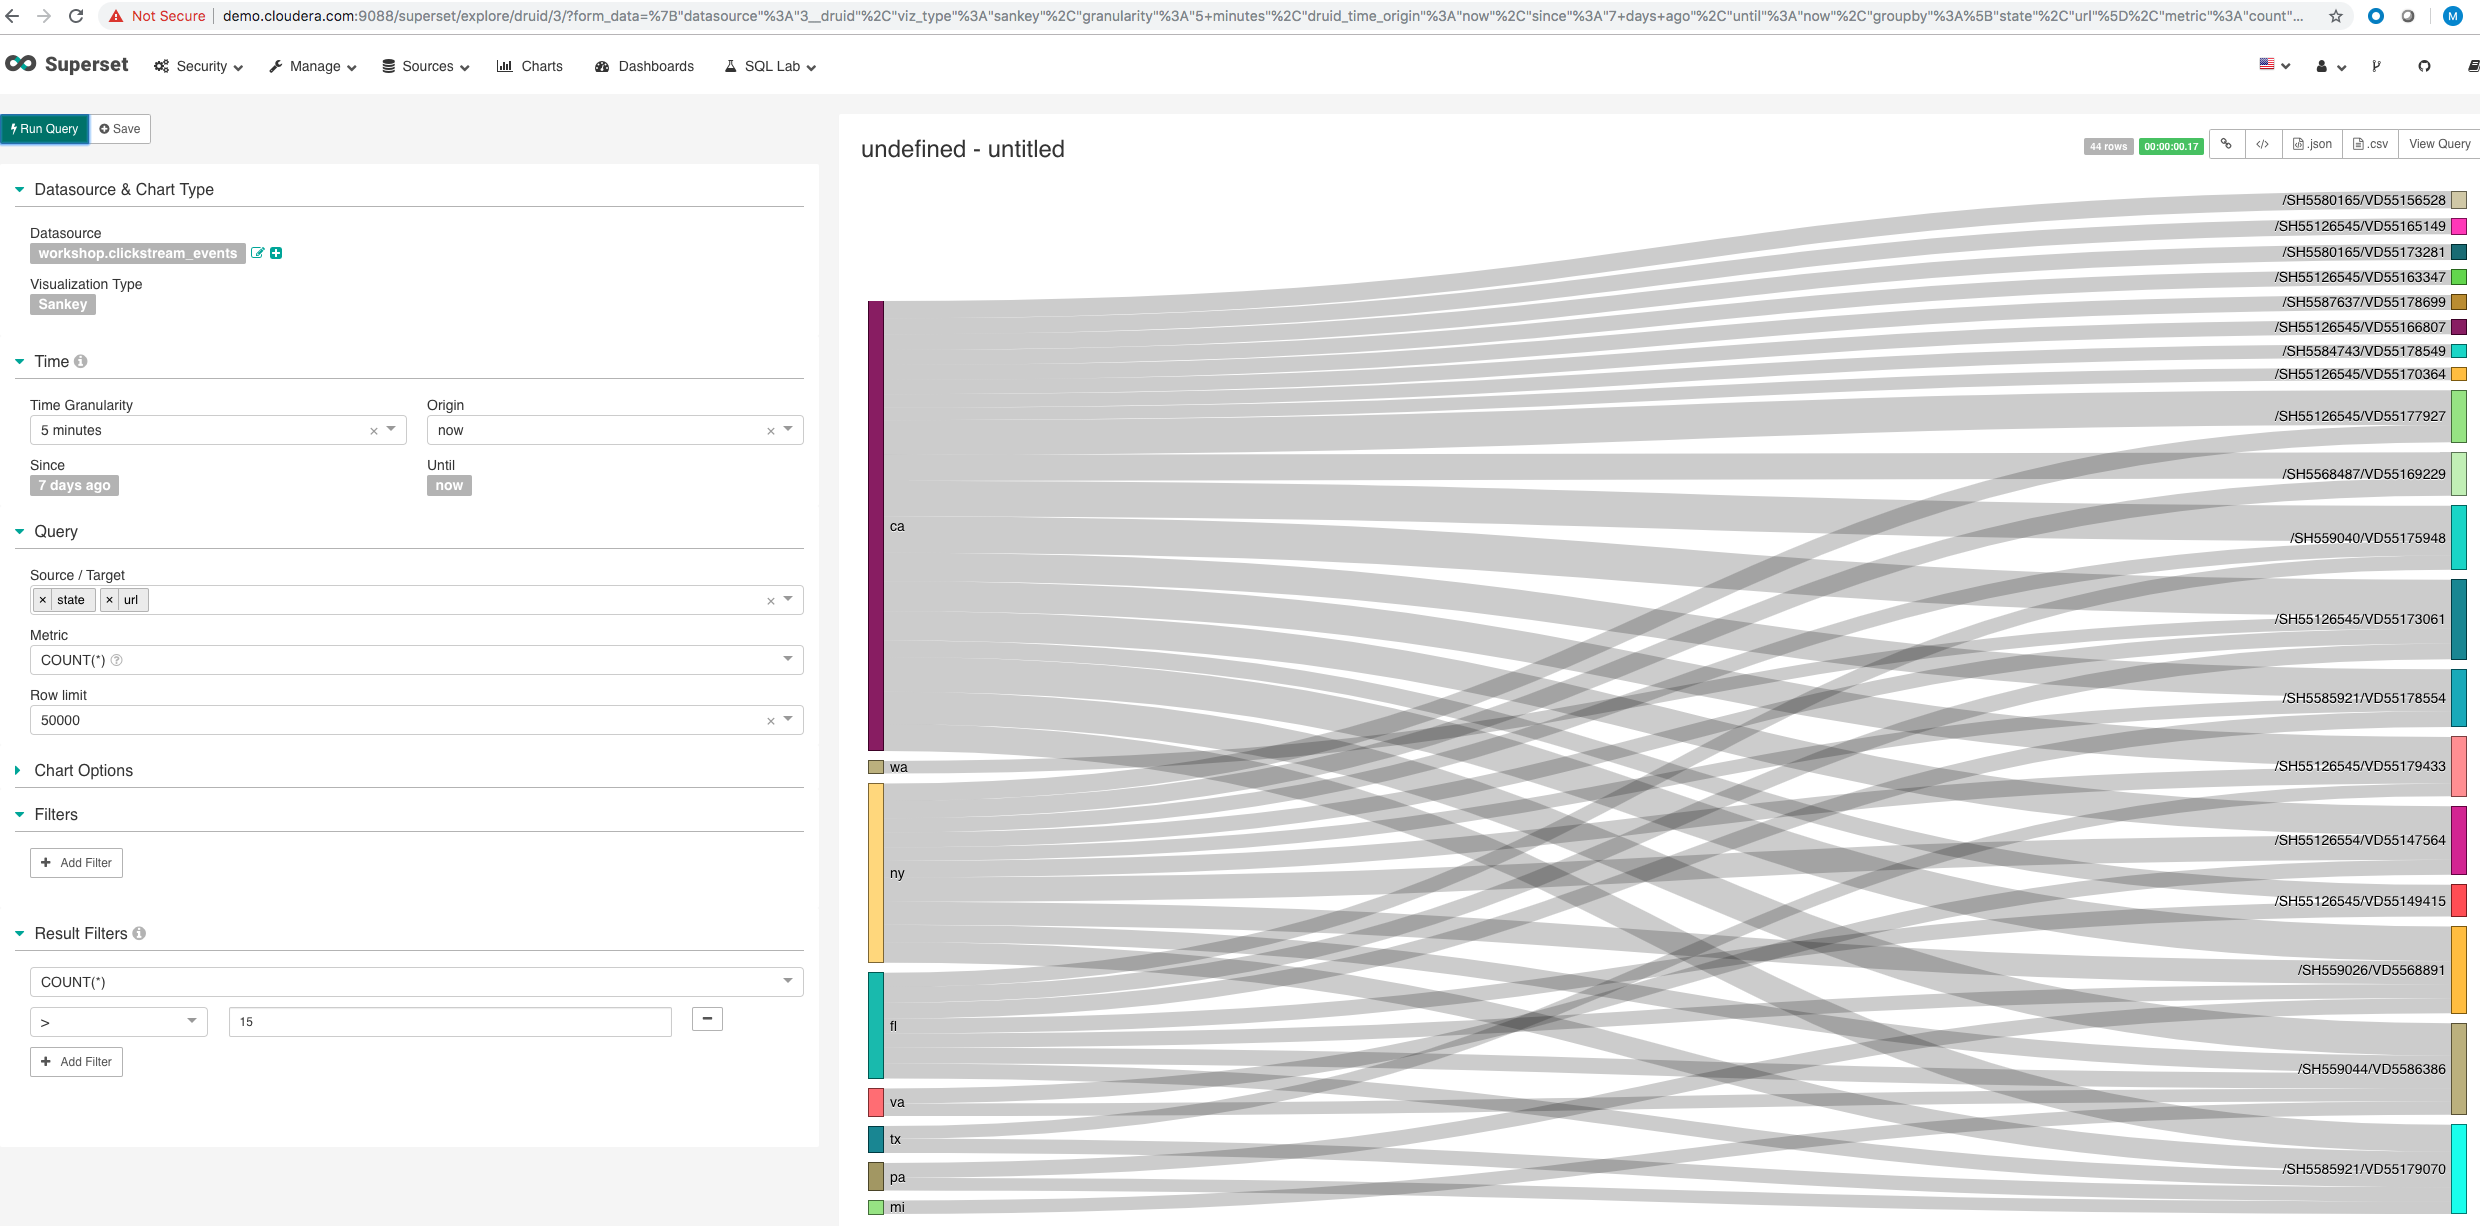 Not Secure | demo.cloudera.com:9088/superset/explore/druid/3/?form_data=%7B"datasource"%3A"3__druid"%2C"viz_type"%3A"sankey"%2C"granularity"%3A"5+minutes"%2C"druid_time_origin"%3A"now"%2C"since"%3A"7+days+ago"%2C"until"%3A"now"%2C"groupby"%3A%5B"state"%2C"url"%5D%2C"metric"%3A"count"... M
Superset Security Manage Sources Charts Dashboards SQL Lab
Run Query Save
undefined - untitled
44 rows 00:00:00.17 </> .json .csv View Query
Datasource & Chart Type
Datasource
workshop.clickstream_events
Visualization Type
Sankey
Time
Time Granularity Origin
5 minutes × now ×
Since Until
7 days ago now
Query
Source / Target
× state × url ×
Metric
COUNT(*)
Row limit
50000 ×
Chart Options
Filters
+ Add Filter
Result Filters
COUNT(*)
> 15 −
+ Add Filter
ca
wa
ny
fl
va
tx
pa
mi
/SH5580165/VD55156528
/SH55126545/VD55165149
/SH5580165/VD55173281
/SH55126545/VD55163347
/SH5587637/VD55178699
/SH55126545/VD55166807
/SH5584743/VD55178549
/SH55126545/VD55170364
/SH55126545/VD55177927
/SH5568487/VD55169229
/SH559040/VD55175948
/SH55126545/VD55173061
/SH5585921/VD55178554
/SH55126545/VD55179433
/SH55126554/VD55147564
/SH55126545/VD55149415
/SH559026/VD5568891
/SH559044/VD5586386
/SH5585921/VD55179070